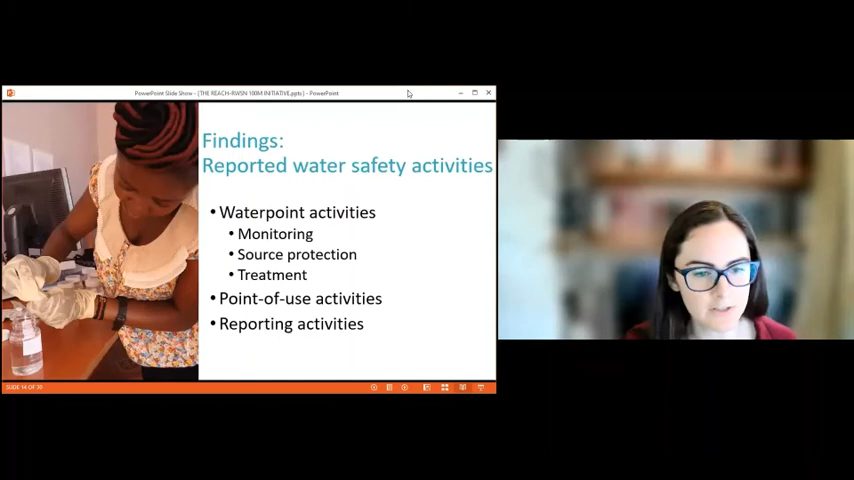 PowerPoint Slide Show - [THE REACH-RWSN 100M INITIATIVE.pptx] - PowerPoint
Findings:
Reported water safety activities
• Waterpoint activities
• Monitoring
• Source protection
• Treatment
• Point-of-use activities
• Reporting activities
SLIDE 14 OF 39